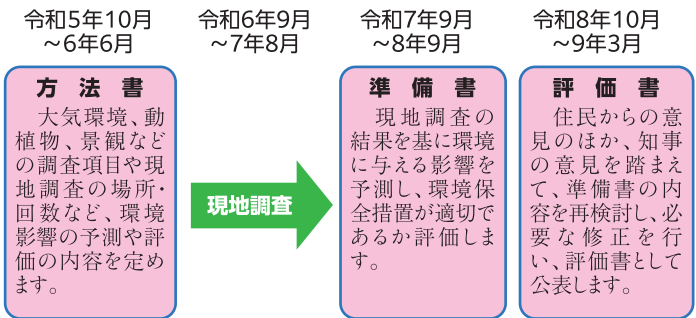 令和5年10月
～6年6月
令和6年9月
～7年8月
令和7年9月
～8年9月
令和8年10月
～9年3月
方法書
大気環境、動
植物、景観など
の調査項目や現
地調査の場所・
回数など、環境
影響の予測や評
価の内容を定め
ます。
現地調査
準備書
現地調査の
結果を基に環境
に与える影響を
予測し、環境保
全措置が適切で
あるか評価しま
す。
評価書
住民からの意
見のほか、知事
の意見を踏まえ
て、準備書の内
容を再検討し、必
要な修正を行
い、評価書として
公表します。